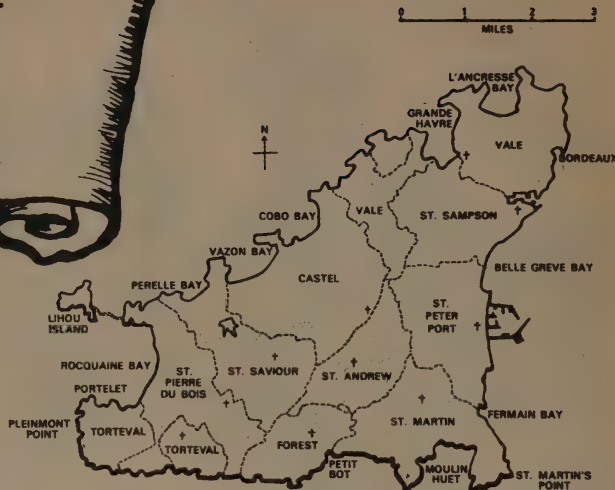 0 1 2 3
MILES
L'ANCRESSE
BAY
GRANDE
HAVRE
VALE
BORDEAUX
N
COBO BAY
VALE
ST. SAMPSON
VAZON BAY
CASTEL
BELLE GREVE BAY
PERELLE BAY
LIHOU
ISLAND
ST.
PETER
PORT
ROCQUAINE BAY
ST.
PIERRE
DU BOIS
ST. SAVIOUR
ST. ANDREW
PORTELET
PLEINMONT
POINT
TORTEVAL
TORTEVAL
FOREST
ST. MARTIN
FERMAIN BAY
PETIT
BOT
MOULIN
HUET
ST. MARTIN'S
POINT